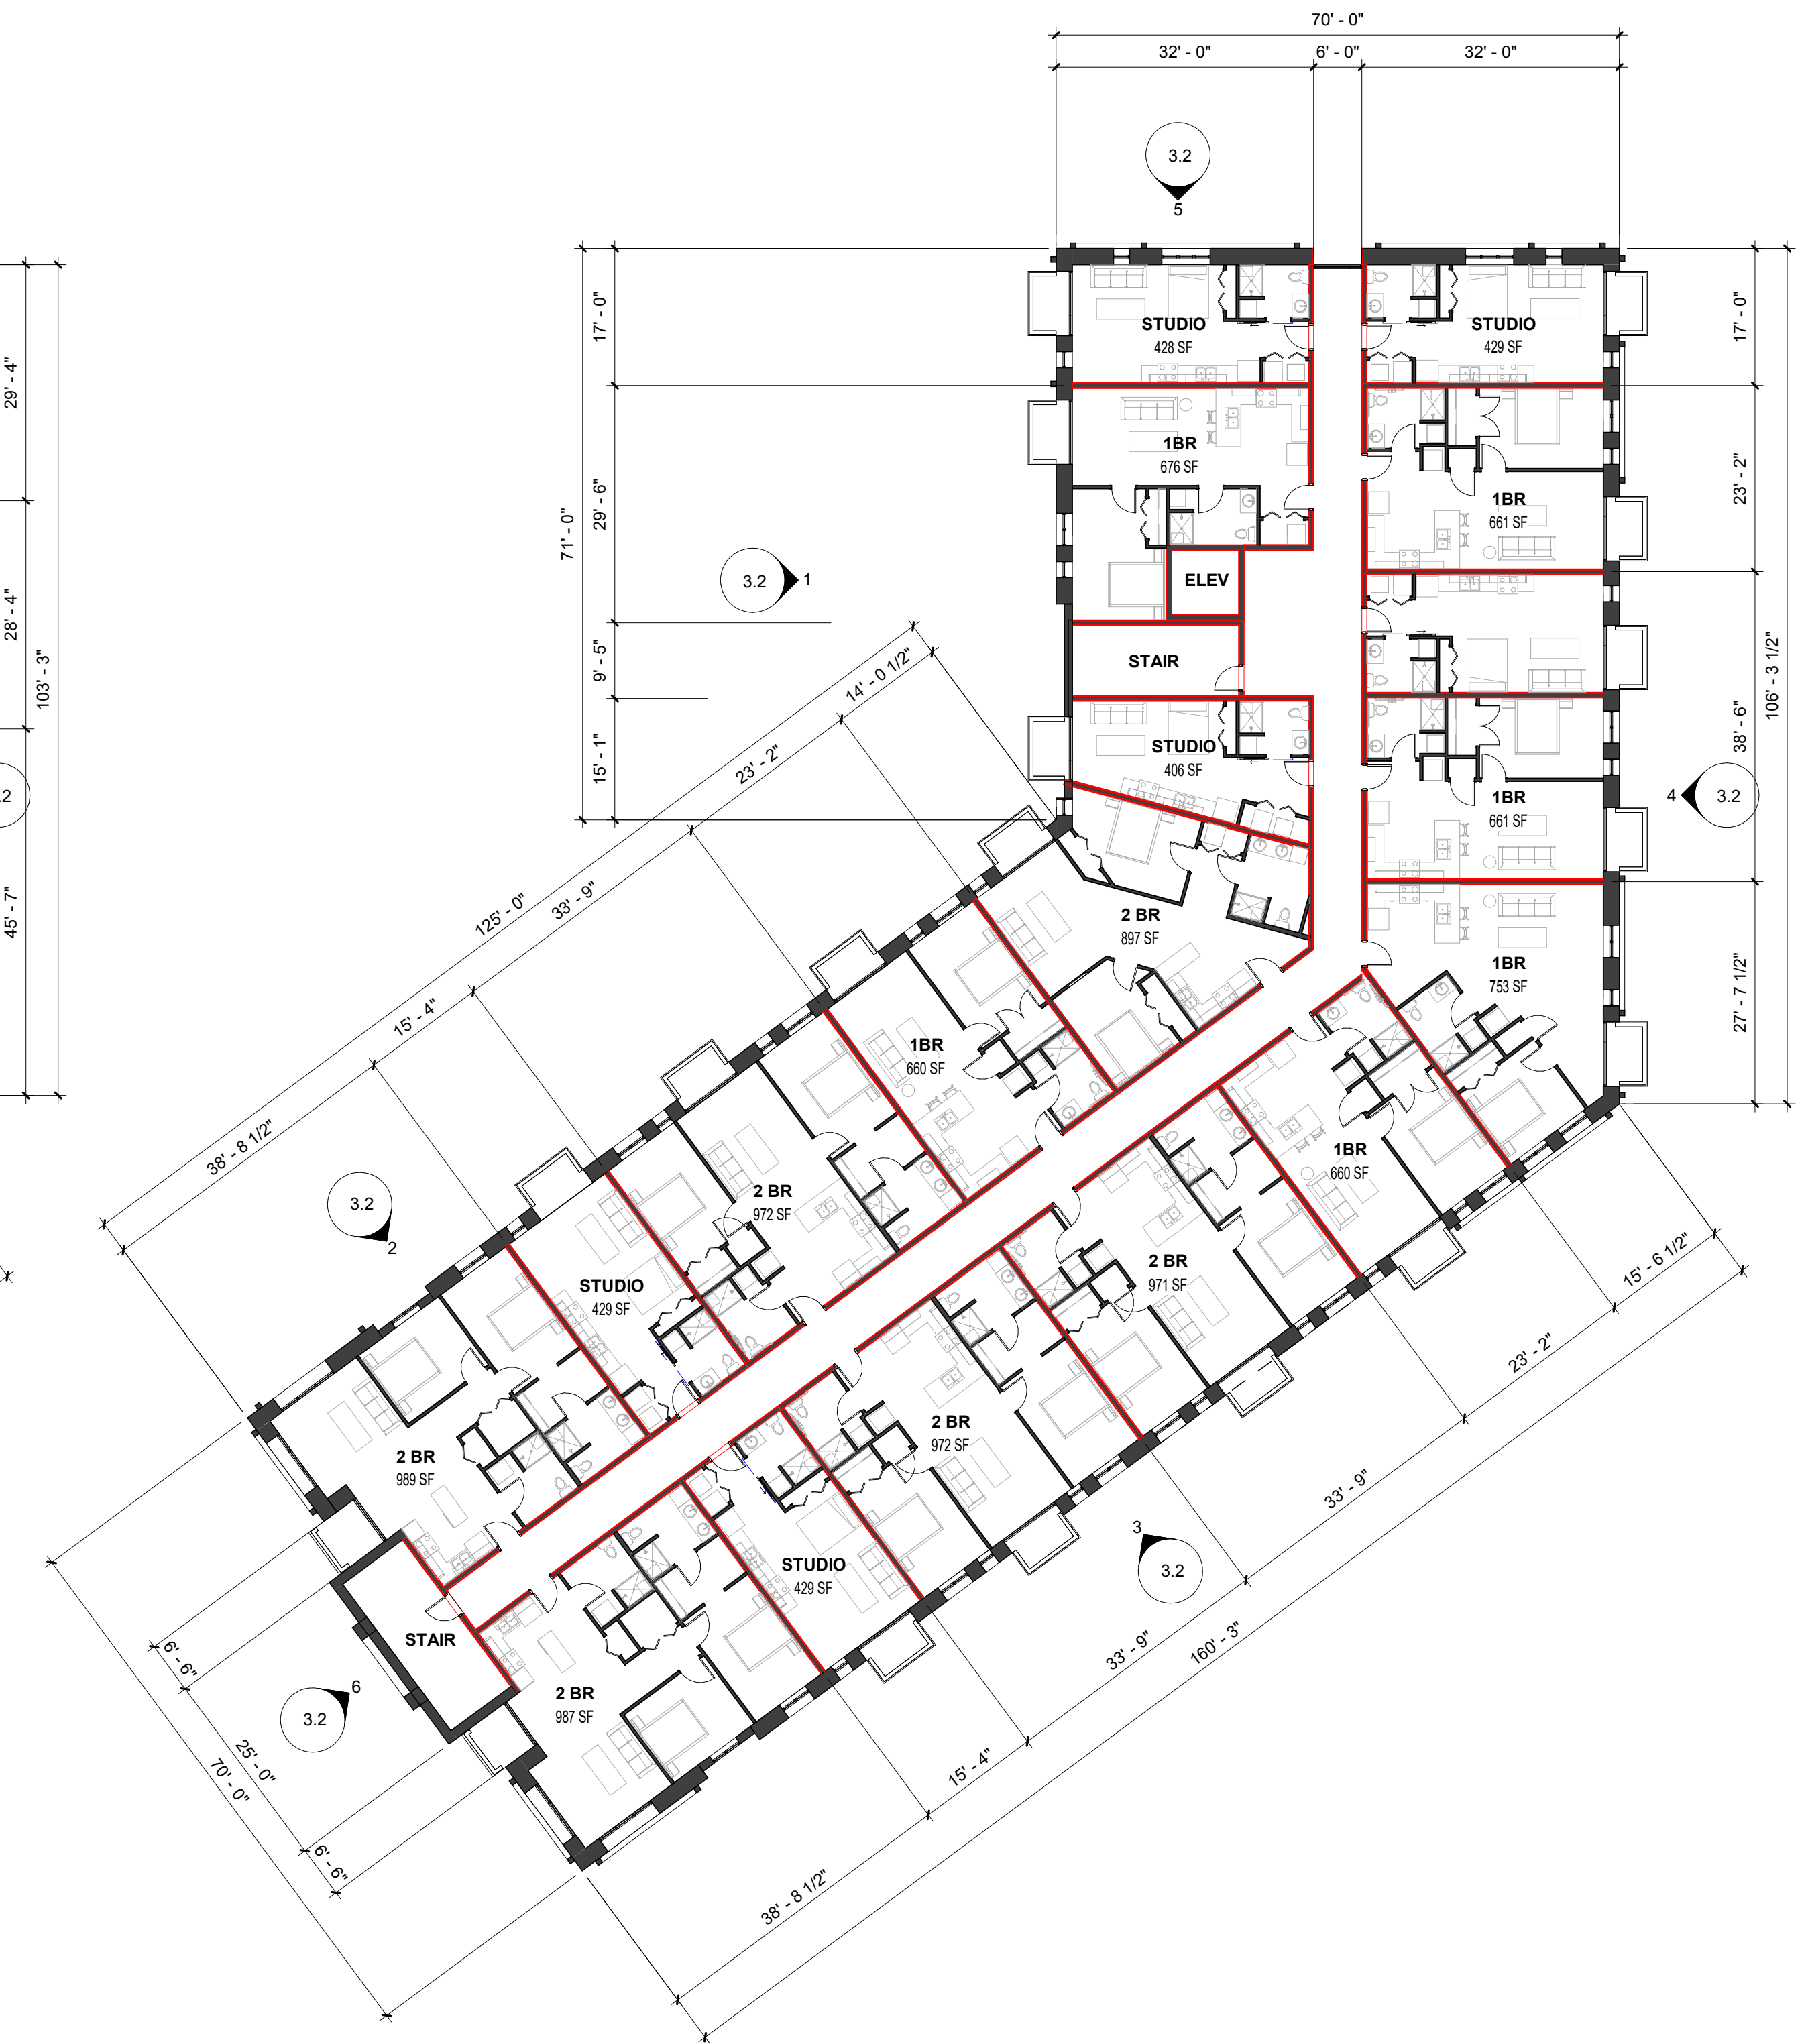 70' - 0"
32' - 0"
6' - 0"
32' - 0"
3.2
5
29' - 4"
28' - 4"
103' - 3"
45' - 7"
.2
17' - 0"
29' - 6"
71' - 0"
9' - 5"
15' - 1"
17' - 0"
23' - 2"
38' - 6"
106' - 3 1/2"
27' - 7 1/2"
STUDIO
428 SF
STUDIO
429 SF
1BR
676 SF
1BR
661 SF
3.2
1
ELEV
STAIR
STUDIO
406 SF
1BR
661 SF
4
3.2
2 BR
897 SF
1BR
753 SF
14' - 0 1/2"
23' - 2"
33' - 9"
125' - 0"
15' - 4"
38' - 8 1/2"
1BR
660 SF
1BR
660 SF
2 BR
972 SF
3.2
2
2 BR
971 SF
STUDIO
429 SF
2 BR
972 SF
2 BR
989 SF
STUDIO
429 SF
3
3.2
STAIR
2 BR
987 SF
6
3.2
15' - 6 1/2"
23' - 2"
33' - 9"
33' - 9"
160' - 3"
15' - 4"
38' - 8 1/2"
6' - 6"
25' - 0"
70' - 0"
6' - 6"